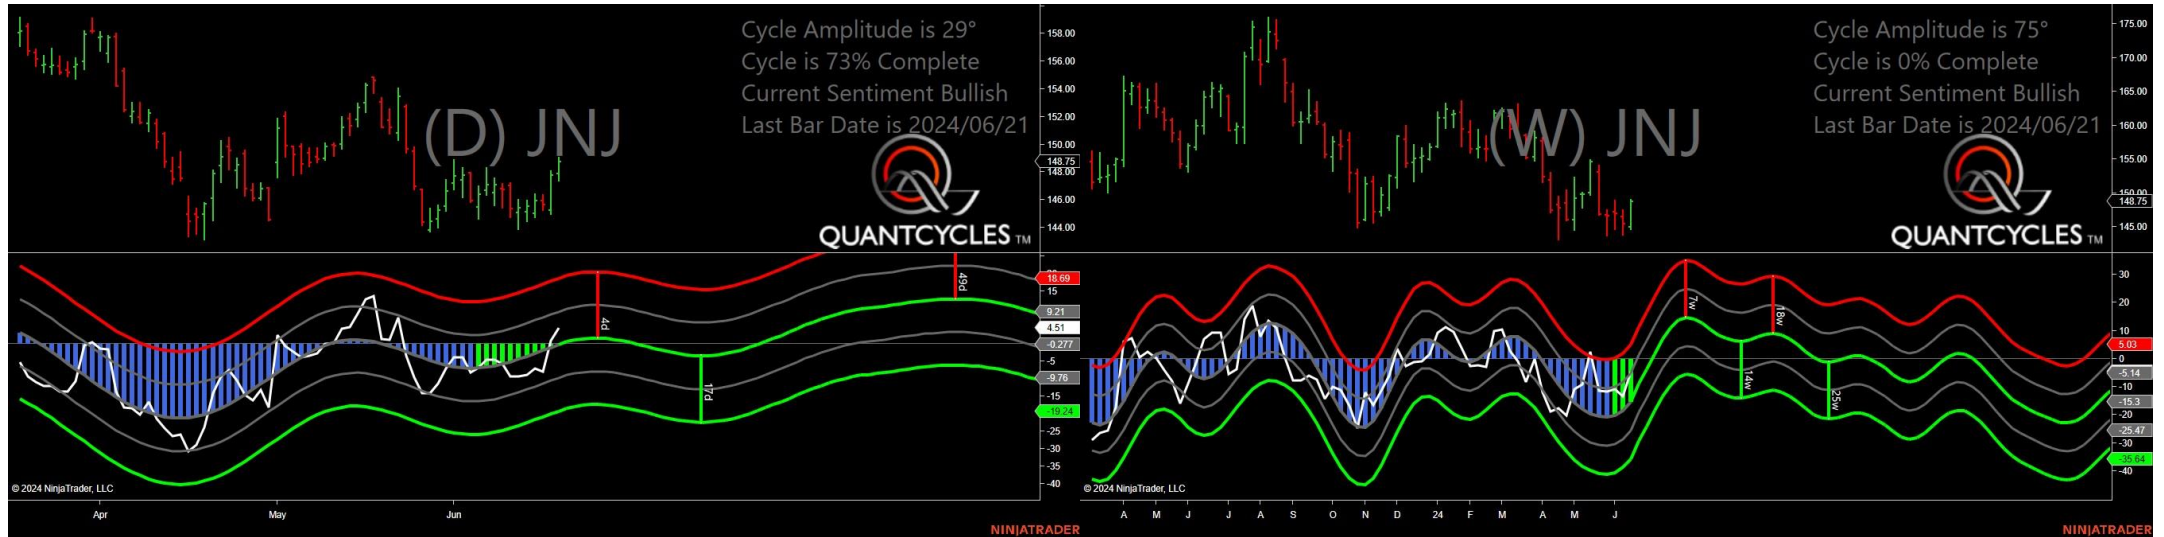 Cycle Amplitude is 29°
Cycle is 73% Complete
Current Sentiment Bullish
Last Bar Date is 2024/06/21
(D) JNJ
QUANTCYCLES TM
158.00
156.00
154.00
152.00
150.00
148.75
148.00
146.00
144.00
18.69
15
9.21
4.51
-0.277
-5
-9.76
-15
-19.24
-25
-30
-35
-40
4d
17d
49d
© 2024 NinjaTrader, LLC
Apr May Jun
NINJATRADER
Cycle Amplitude is 75°
Cycle is 0% Complete
Current Sentiment Bullish
Last Bar Date is 2024/06/21
(W) JNJ
QUANTCYCLES TM
175.00
170.00
165.00
160.00
155.00
150.00
148.75
145.00
30
20
10
5.03
0
-5.14
-10
-15.3
-20
-25.47
-30
-35.64
-40
7w
18w
14w
25w
© 2024 NinjaTrader, LLC
A M J J A S O N D 24 F M A M J
NINJATRADER